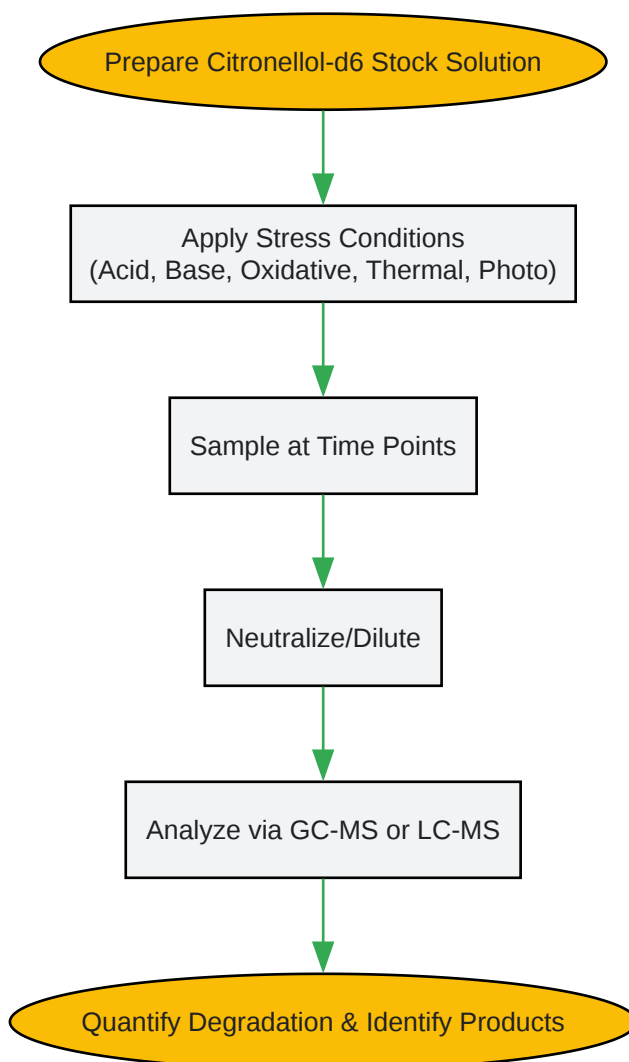 Prepare Citronellol-d6 Stock Solution
Apply Stress Conditions
(Acid, Base, Oxidative, Thermal, Photo)
Sample at Time Points
Neutralize/Dilute
Analyze via GC-MS or LC-MS
Quantify Degradation & Identify Products